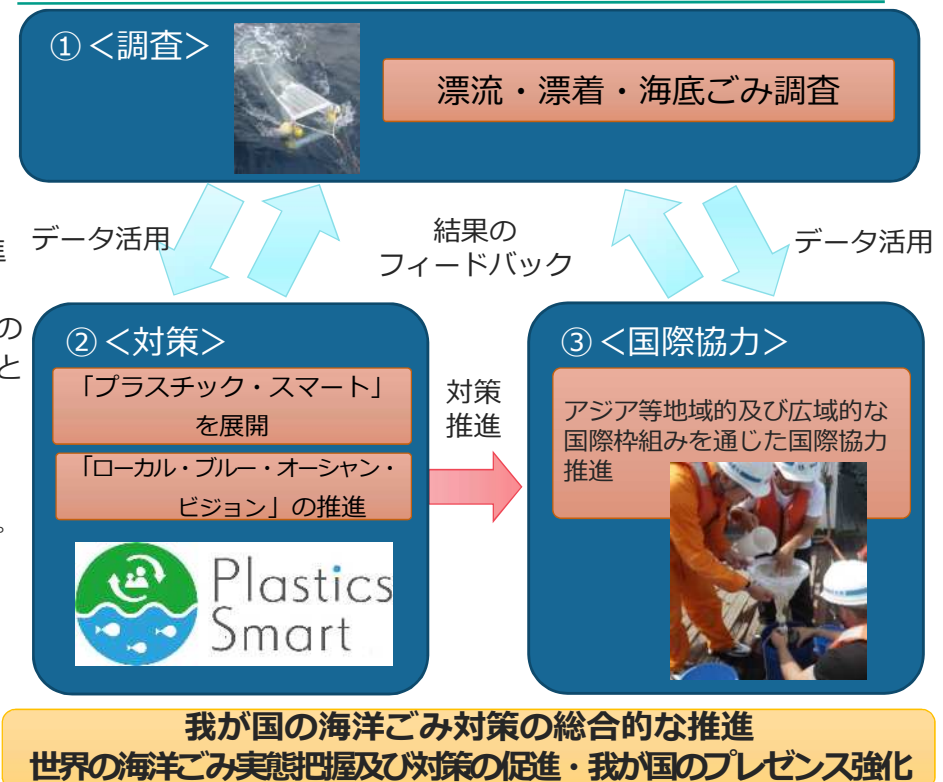 ①＜調査＞
漂流・漂着・海底ごみ調査
データ活用
結果の
フィードバック
データ活用
進
の
と
。
②＜対策＞
「プラスチック・スマート」
を展開
「ローカル・ブルー・オーシャン・
ビジョン」の推進
Plastics
Smart
対策
推進
③＜国際協力＞
アジア等地域的及び広域的な
国際枠組みを通じた国際協力
推進
我が国の海洋ごみ対策の総合的な推進
世界の海洋ごみ実態把握及び対策の促進・我が国のプレゼンス強化